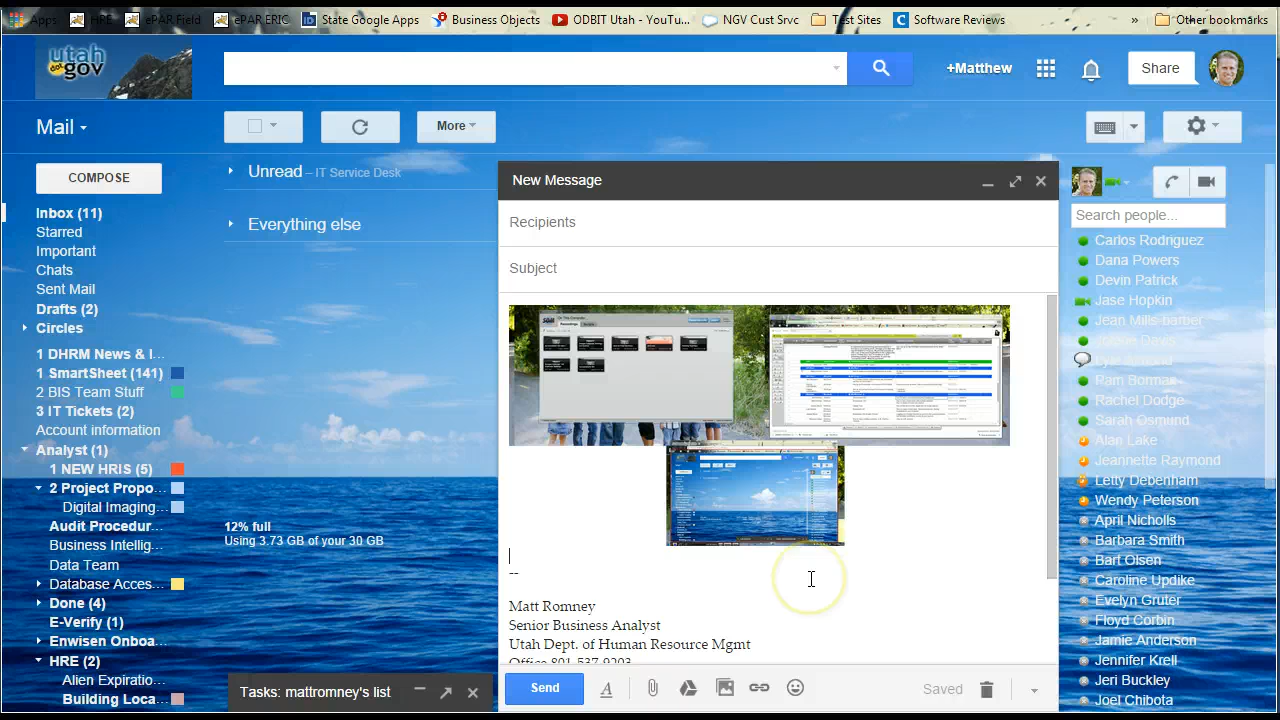 Apps
HRE
ePAR Field
ePAR ERIC
State Google Apps
Business Objects
ODBIT Utah - YouTu...
NGV Cust Srvc
Test Sites
Software Reviews
»
Other bookmarks
utah
dot
gov
+Matthew
Share
Mail
More
COMPOSE
Inbox (11)
Starred
Important
Chats
Sent Mail
Drafts (2)
Circles
1 DHRM News & I...
1 SmartSheet (141)
2 BIS Team Stuff
3 IT Tickets (2)
Account information
Analyst (1)
1 NEW HRIS (5)
2 Project Propo...
Digital Imaging...
Audit Procedur...
Business Intellig...
Data Team
Database Acces...
Done (4)
E-Verify (1)
Enwisen Onboa...
HRE (2)
Alien Expiratio...
Building Loca...
Unread – IT Service Desk
Everything else
12% full
Using 3.73 GB of your 30 GB
Tasks: mattromney's list
New Message
Recipients
Subject
--
Matt Romney
Senior Business Analyst
Utah Dept. of Human Resource Mgmt
Office 801-537-9203
Send
Saved
Search people...
Carlos Rodriguez
Dana Powers
Devin Patrick
Jase Hopkin
Jean Mills-barber
Pam Borman
Rachel Dodge
Sarah Osmund
Alan Lake
Jeannette Raymond
Letty Debenham
Wendy Peterson
April Nicholls
Barbara Smith
Bart Olsen
Caroline Updike
Evelyn Gruter
Floyd Corbin
Jamie Anderson
Jennifer Krell
Jeri Buckley
Joel Chibota